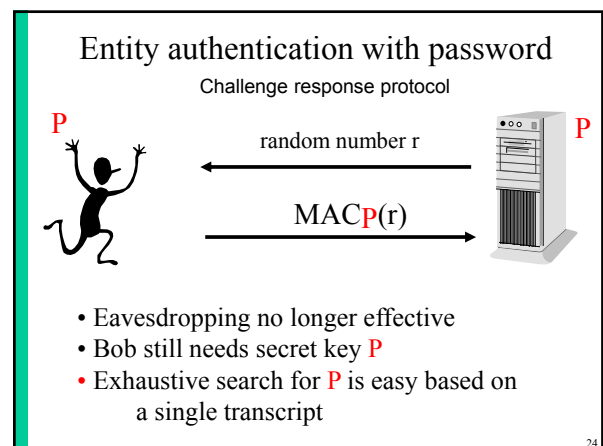 Entity authentication with password
Challenge response protocol
P
P
random number r
MACP(r)
• Eavesdropping no longer effective
• Bob still needs secret key P
• Exhaustive search for P is easy based on
a single transcript
24